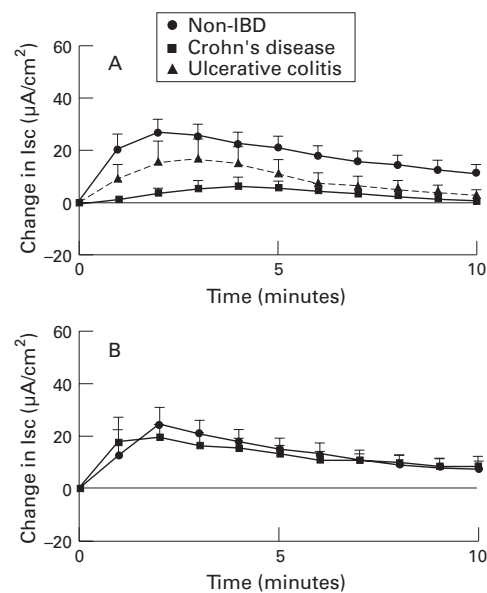 Non-IBD
Crohn's disease
Ulcerative colitis
A
Change in Isc (µA/cm²)
60
40
20
0
–20
0
5
10
Time (minutes)
B
Change in Isc (µA/cm²)
60
40
20
0
–20
0
5
10
Time (minutes)